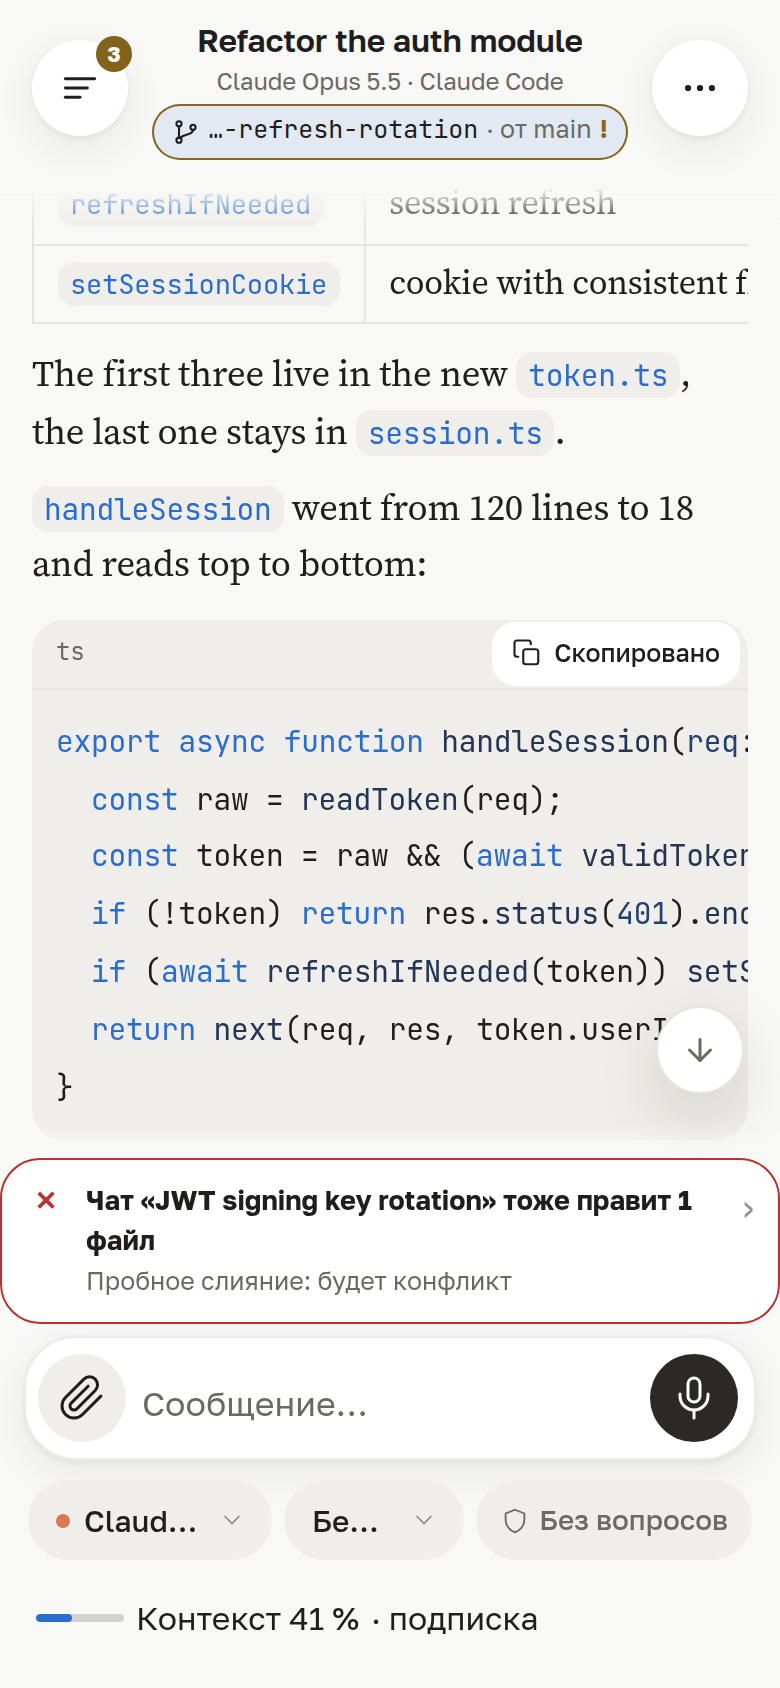 3
Refactor the auth module
Claude Opus 5.5 · Claude Code
…-refresh-rotation · от main !
refreshIfNeeded session refresh
setSessionCookie cookie with consistent
The first three live in the new token.ts,
the last one stays in session.ts.
handleSession went from 120 lines to 18
and reads top to bottom:
ts Скопировано
export async function handleSession(req:
const raw = readToken(req);
const token = raw && (await validToken
if (!token) return res.status(401).end
if (await refreshIfNeeded(token)) setS
return next(req, res, token.userI
}
Чат «JWT signing key rotation» тоже правит 1
файл
Пробное слияние: будет конфликт
Сообщение...
Claud... Бе... Без вопросов
Контекст 41 % · подписка